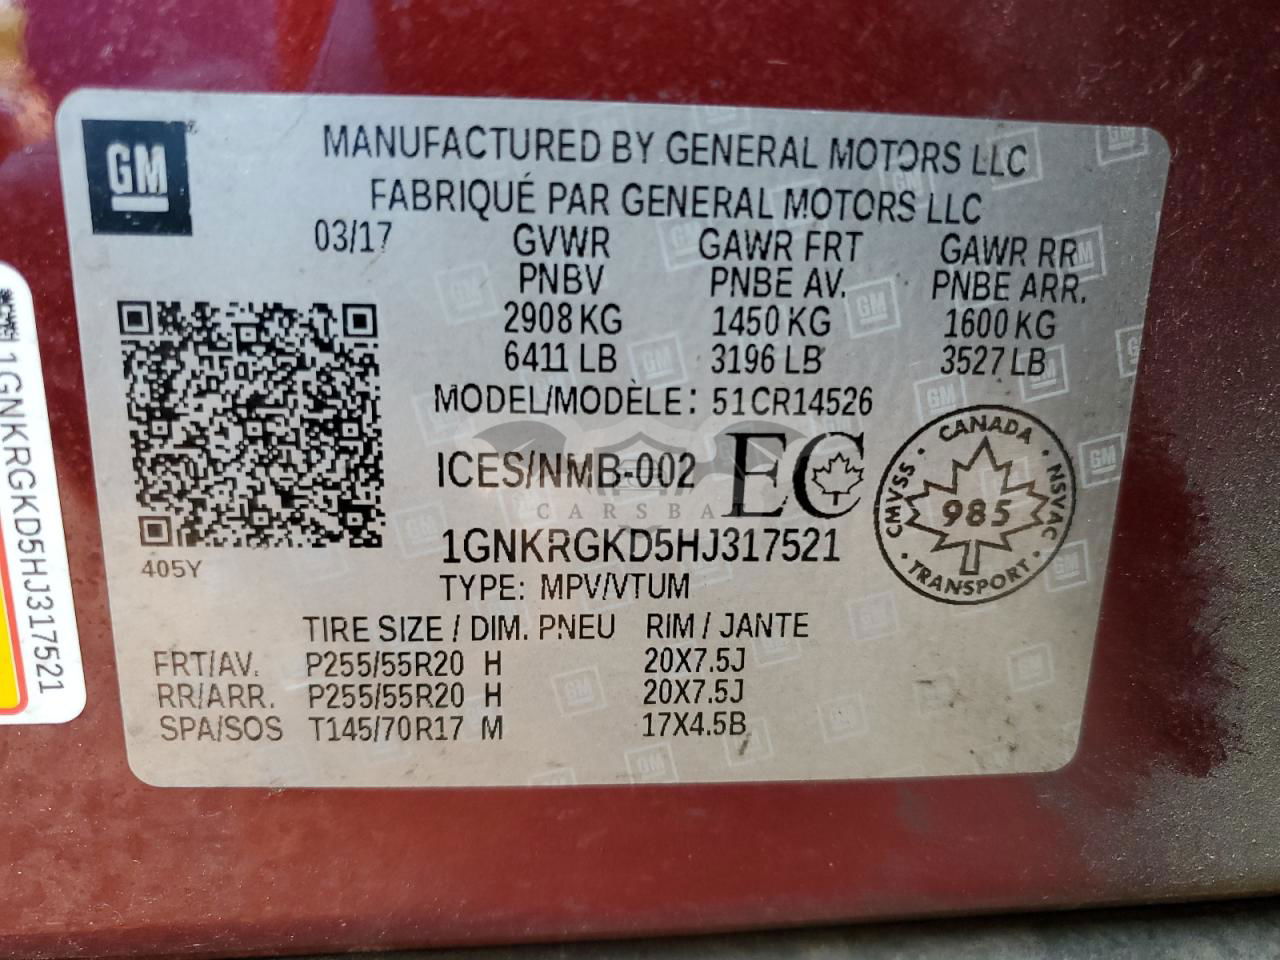 GM
MANUFACTURED BY GENERAL MOTORS LLC
FABRIQUÉ PAR GENERAL MOTORS LLC
03/17 GVWR GAWR FRT GAWR RR
PNBV PNBE AV. PNBE ARR.
2908 KG 1450 KG 1600 KG
6411 LB 3196 LB 3527 LB
MODEL/MODÈLE: 51CR14526
ICES/NMB-002 EC
CARSBA
1GNKRGKD5HJ317521
405Y
TYPE: MPV/VTUM
CANADA
CMVSS · NSVAC
985
TRANSPORT
TIRE SIZE / DIM. PNEU RIM / JANTE
FRT/AV. P255/55R20 H 20X7.5J
RR/ARR. P255/55R20 H 20X7.5J
SPA/SOS T145/70R17 M 17X4.5B
1GNKRGKD5HJ317521